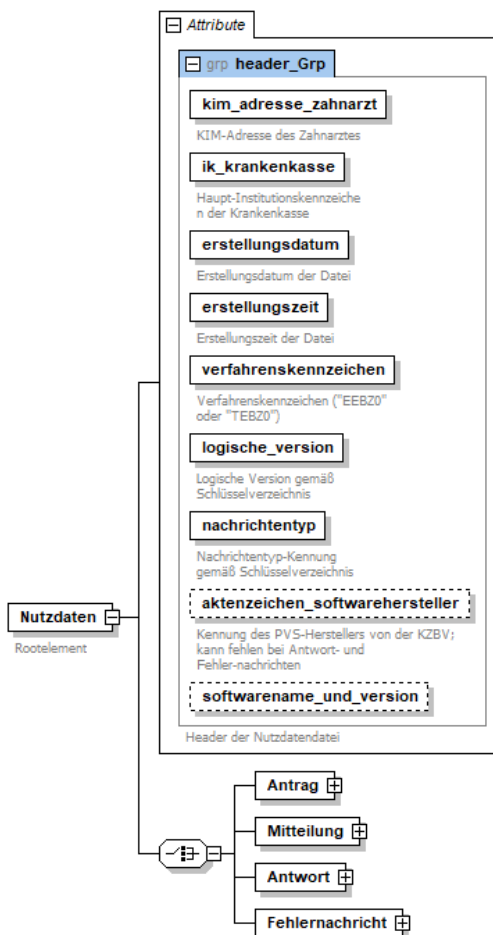 Attribute
grp header_Grp
kim_adresse_zahnarzt
KIM-Adresse des Zahnarztes
ik_krankenkasse
Haupt-Institutionskennzeiche
n der Krankenkasse
erstellungsdatum
Erstellungsdatum der Datei
erstellungszeit
Erstellungszeit der Datei
verfahrenskennzeichen
Verfahrenskennzeichen ("EEBZ0"
oder "TEBZ0")
logische_version
Logische Version gemäß
Schlüsselverzeichnis
nachrichtentyp
Nachrichtentyp-Kennung
gemäß Schlüsselverzeichnis
aktenzeichen_softwarehersteller
Kennung des PVS-Herstellers von der KZBV;
kann fehlen bei Antwort- und
Fehler-nachrichten
softwarename_und_version
Header der Nutzdatendatei
Nutzdaten
Rootelement
Antrag
Mitteilung
Antwort
Fehlernachricht